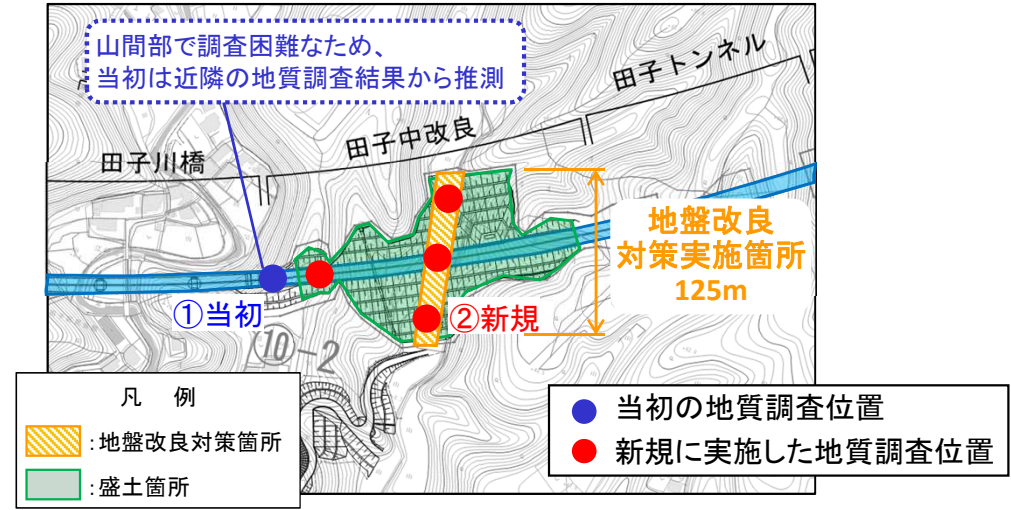 山間部で調査困難なため、
当初は近隣の地質調査結果から推測
田子トンネル
田子中改良
田子川橋
地盤改良
対策実施箇所
125m
①当初
②新規
⑩-2
凡 例
:地盤改良対策箇所
:盛土箇所
当初の地質調査位置
新規に実施した地質調査位置